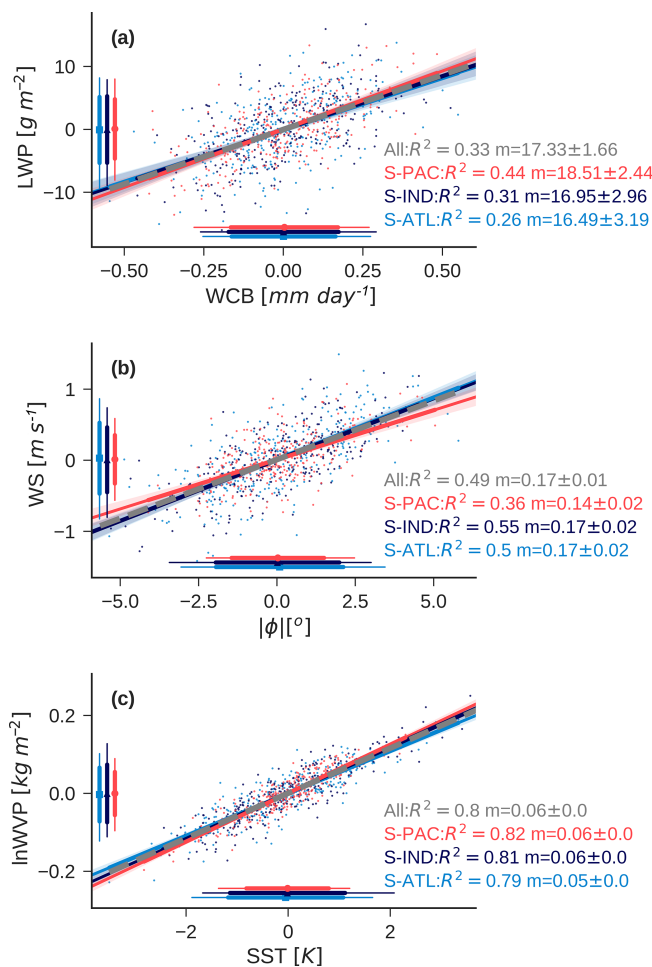 (a)
10
0
−10
LWP [g m⁻²]
All:R² = 0.33 m=17.33±1.66
S-PAC:R² = 0.44 m=18.51±2.44
S-IND:R² = 0.31 m=16.95±2.96
S-ATL:R² = 0.26 m=16.49±3.19
−0.50 −0.25 0.00 0.25 0.50
WCB [mm day⁻¹]
(b)
1
0
−1
WS [m s⁻¹]
All:R² = 0.49 m=0.17±0.01
S-PAC:R² = 0.36 m=0.14±0.02
S-IND:R² = 0.55 m=0.17±0.02
S-ATL:R² = 0.5 m=0.17±0.02
−5.0 −2.5 0.0 2.5 5.0
|ϕ|[°]
(c)
0.2
0.0
−0.2
lnWVP [kg m⁻²]
All:R² = 0.8 m=0.06±0.0
S-PAC:R² = 0.82 m=0.06±0.0
S-IND:R² = 0.81 m=0.06±0.0
S-ATL:R² = 0.79 m=0.05±0.0
−2 0 2
SST [K]